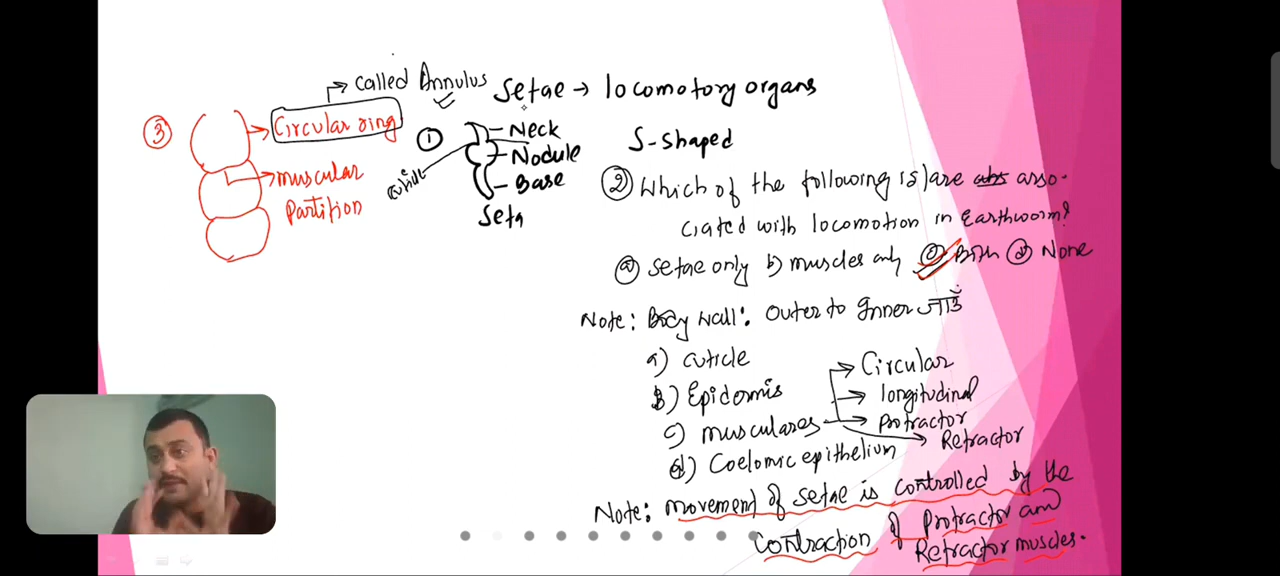 called Annulus
③
Circular ring
muscular
Partition
Setae → locomotory organs
①
Neck
Nodule
Base
cuticle
Seta
S-shaped
② Which of the following is/are asso-
ciated with locomotion in Earthworm?
ⓐ Setae only b) muscles only ⓒ Both ⓓ None
Note: Body wall: Outer to Inner
a) cuticle
b) Epidermis
c) musculares
Circular
longitudinal
Protractor
Retractor
d) Coelomic epithelium
Note: movement of setae is controlled by the
contraction of Protractor and
Retractor muscles.